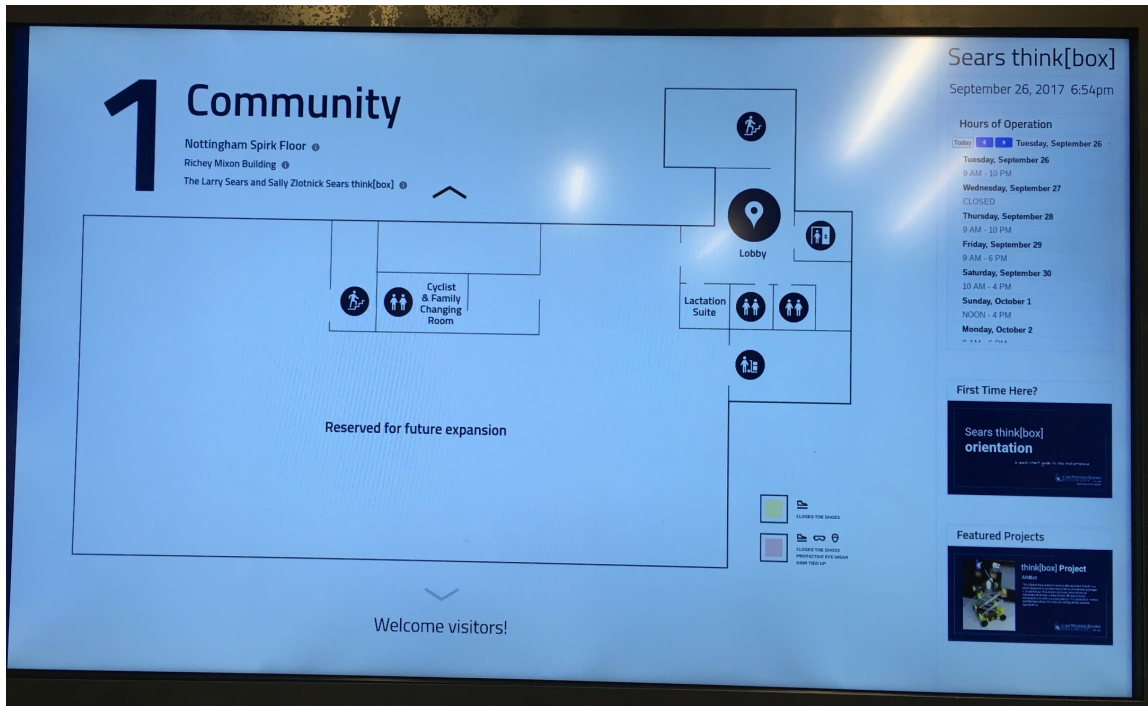 1
Community
Nottingham Spirk Floor
Richey Mixon Building
The Larry Sears and Sally Zlotnick Sears think[box]
Lobby
Cyclist
& Family
Changing
Room
Lactation
Suite
Reserved for future expansion
CLOSED TOE SHOES
CLOSED TOE SHOES
PROTECTIVE EYE WEAR
HAIR TIED UP
Welcome visitors!
Sears think[box]
September 26, 2017 6:54pm
Hours of Operation
Today Tuesday, September 26
Tuesday, September 26
9 AM - 10 PM
Wednesday, September 27
CLOSED
Thursday, September 28
9 AM - 10 PM
Friday, September 29
9 AM - 6 PM
Saturday, September 30
10 AM - 4 PM
Sunday, October 1
NOON - 4 PM
Monday, October 2
First Time Here?
Sears think[box]
orientation
Featured Projects
think[box] Project